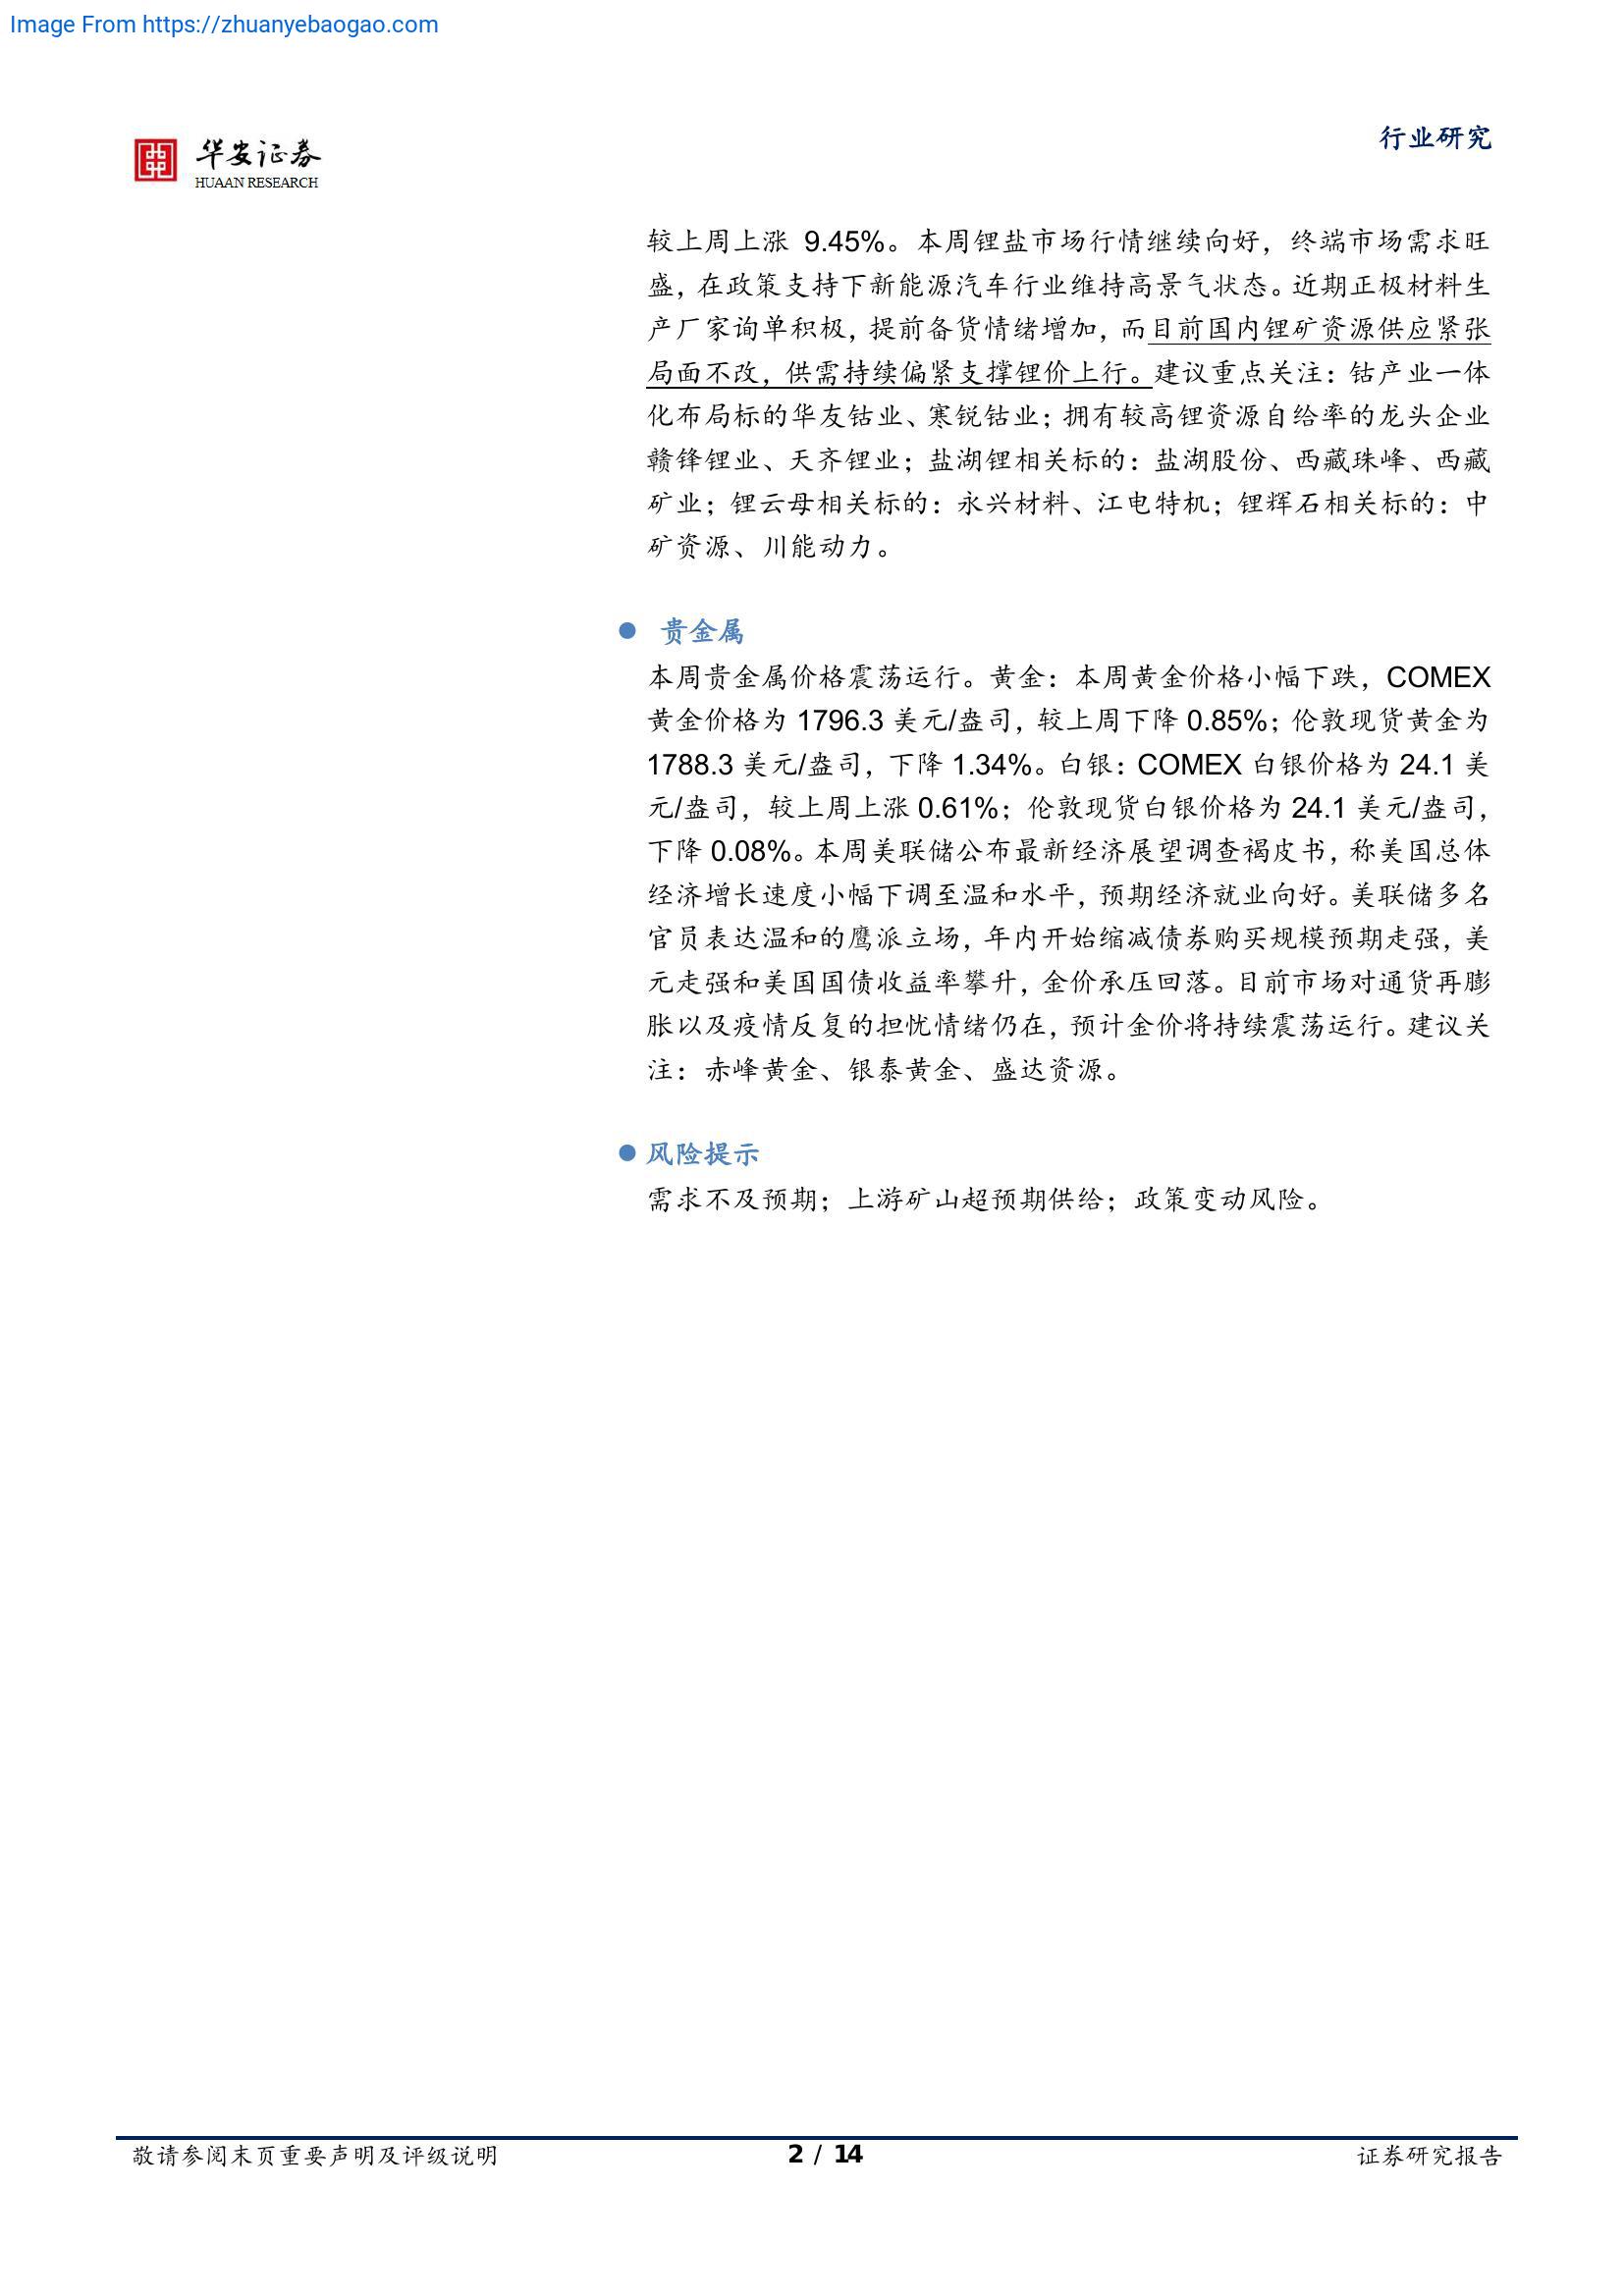 Image From https://zhuanyebaogao.com
华安证券
HUAAN RESEARCH
行业研究
较上周上涨 9.45%。本周锂盐市场行情继续向好，终端市场需求旺
盛，在政策支持下新能源汽车行业维持高景气状态。近期正极材料生
产厂家询单积极，提前备货情绪增加，而目前国内锂矿资源供应紧张
局面不改，供需持续偏紧支撑锂价上行。建议重点关注：钴产业一体
化布局标的华友钴业、寒锐钴业；拥有较高锂资源自给率的龙头企业
赣锋锂业、天齐锂业；盐湖锂相关标的：盐湖股份、西藏珠峰、西藏
矿业；锂云母相关标的：永兴材料、江电特机；锂辉石相关标的：中
矿资源、川能动力。
● 贵金属
本周贵金属价格震荡运行。黄金：本周黄金价格小幅下跌，COMEX
黄金价格为 1796.3 美元/盎司，较上周下降 0.85%；伦敦现货黄金为
1788.3 美元/盎司，下降 1.34%。白银：COMEX 白银价格为 24.1 美
元/盎司，较上周上涨 0.61%；伦敦现货白银价格为 24.1 美元/盎司，
下降 0.08%。本周美联储公布最新经济展望调查褐皮书，称美国总体
经济增长速度小幅下调至温和水平，预期经济就业向好。美联储多名
官员表达温和的鹰派立场，年内开始缩减债券购买规模预期走强，美
元走强和美国国债收益率攀升，金价承压回落。目前市场对通货再膨
胀以及疫情反复的担忧情绪仍在，预计金价将持续震荡运行。建议关
注：赤峰黄金、银泰黄金、盛达资源。
● 风险提示
需求不及预期；上游矿山超预期供给；政策变动风险。
敬请参阅末页重要声明及评级说明
2 / 14
证券研究报告